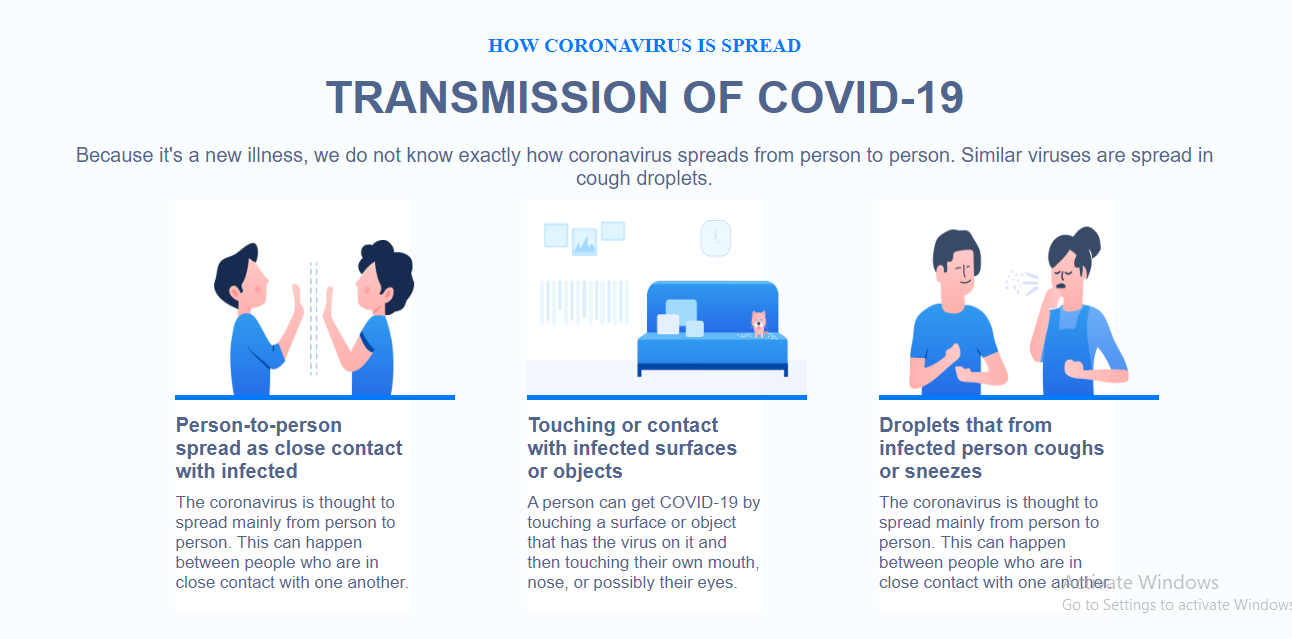 HOW CORONAVIRUS IS SPREAD
TRANSMISSION OF COVID-19
Because it's a new illness, we do not know exactly how coronavirus spreads from person to person. Similar viruses are spread in
cough droplets.
Person-to-person
spread as close contact
with infected
The coronavirus is thought to
spread mainly from person to
person. This can happen
between people who are in
close contact with one another.
Touching or contact
with infected surfaces
or objects
A person can get COVID-19 by
touching a surface or object
that has the virus on it and
then touching their own mouth,
nose, or possibly their eyes.
Droplets that from
infected person coughs
or sneezes
The coronavirus is thought to
spread mainly from person to
person. This can happen
between people who are in
close contact with one another.
Activate Windows
Go to Settings to activate Windows